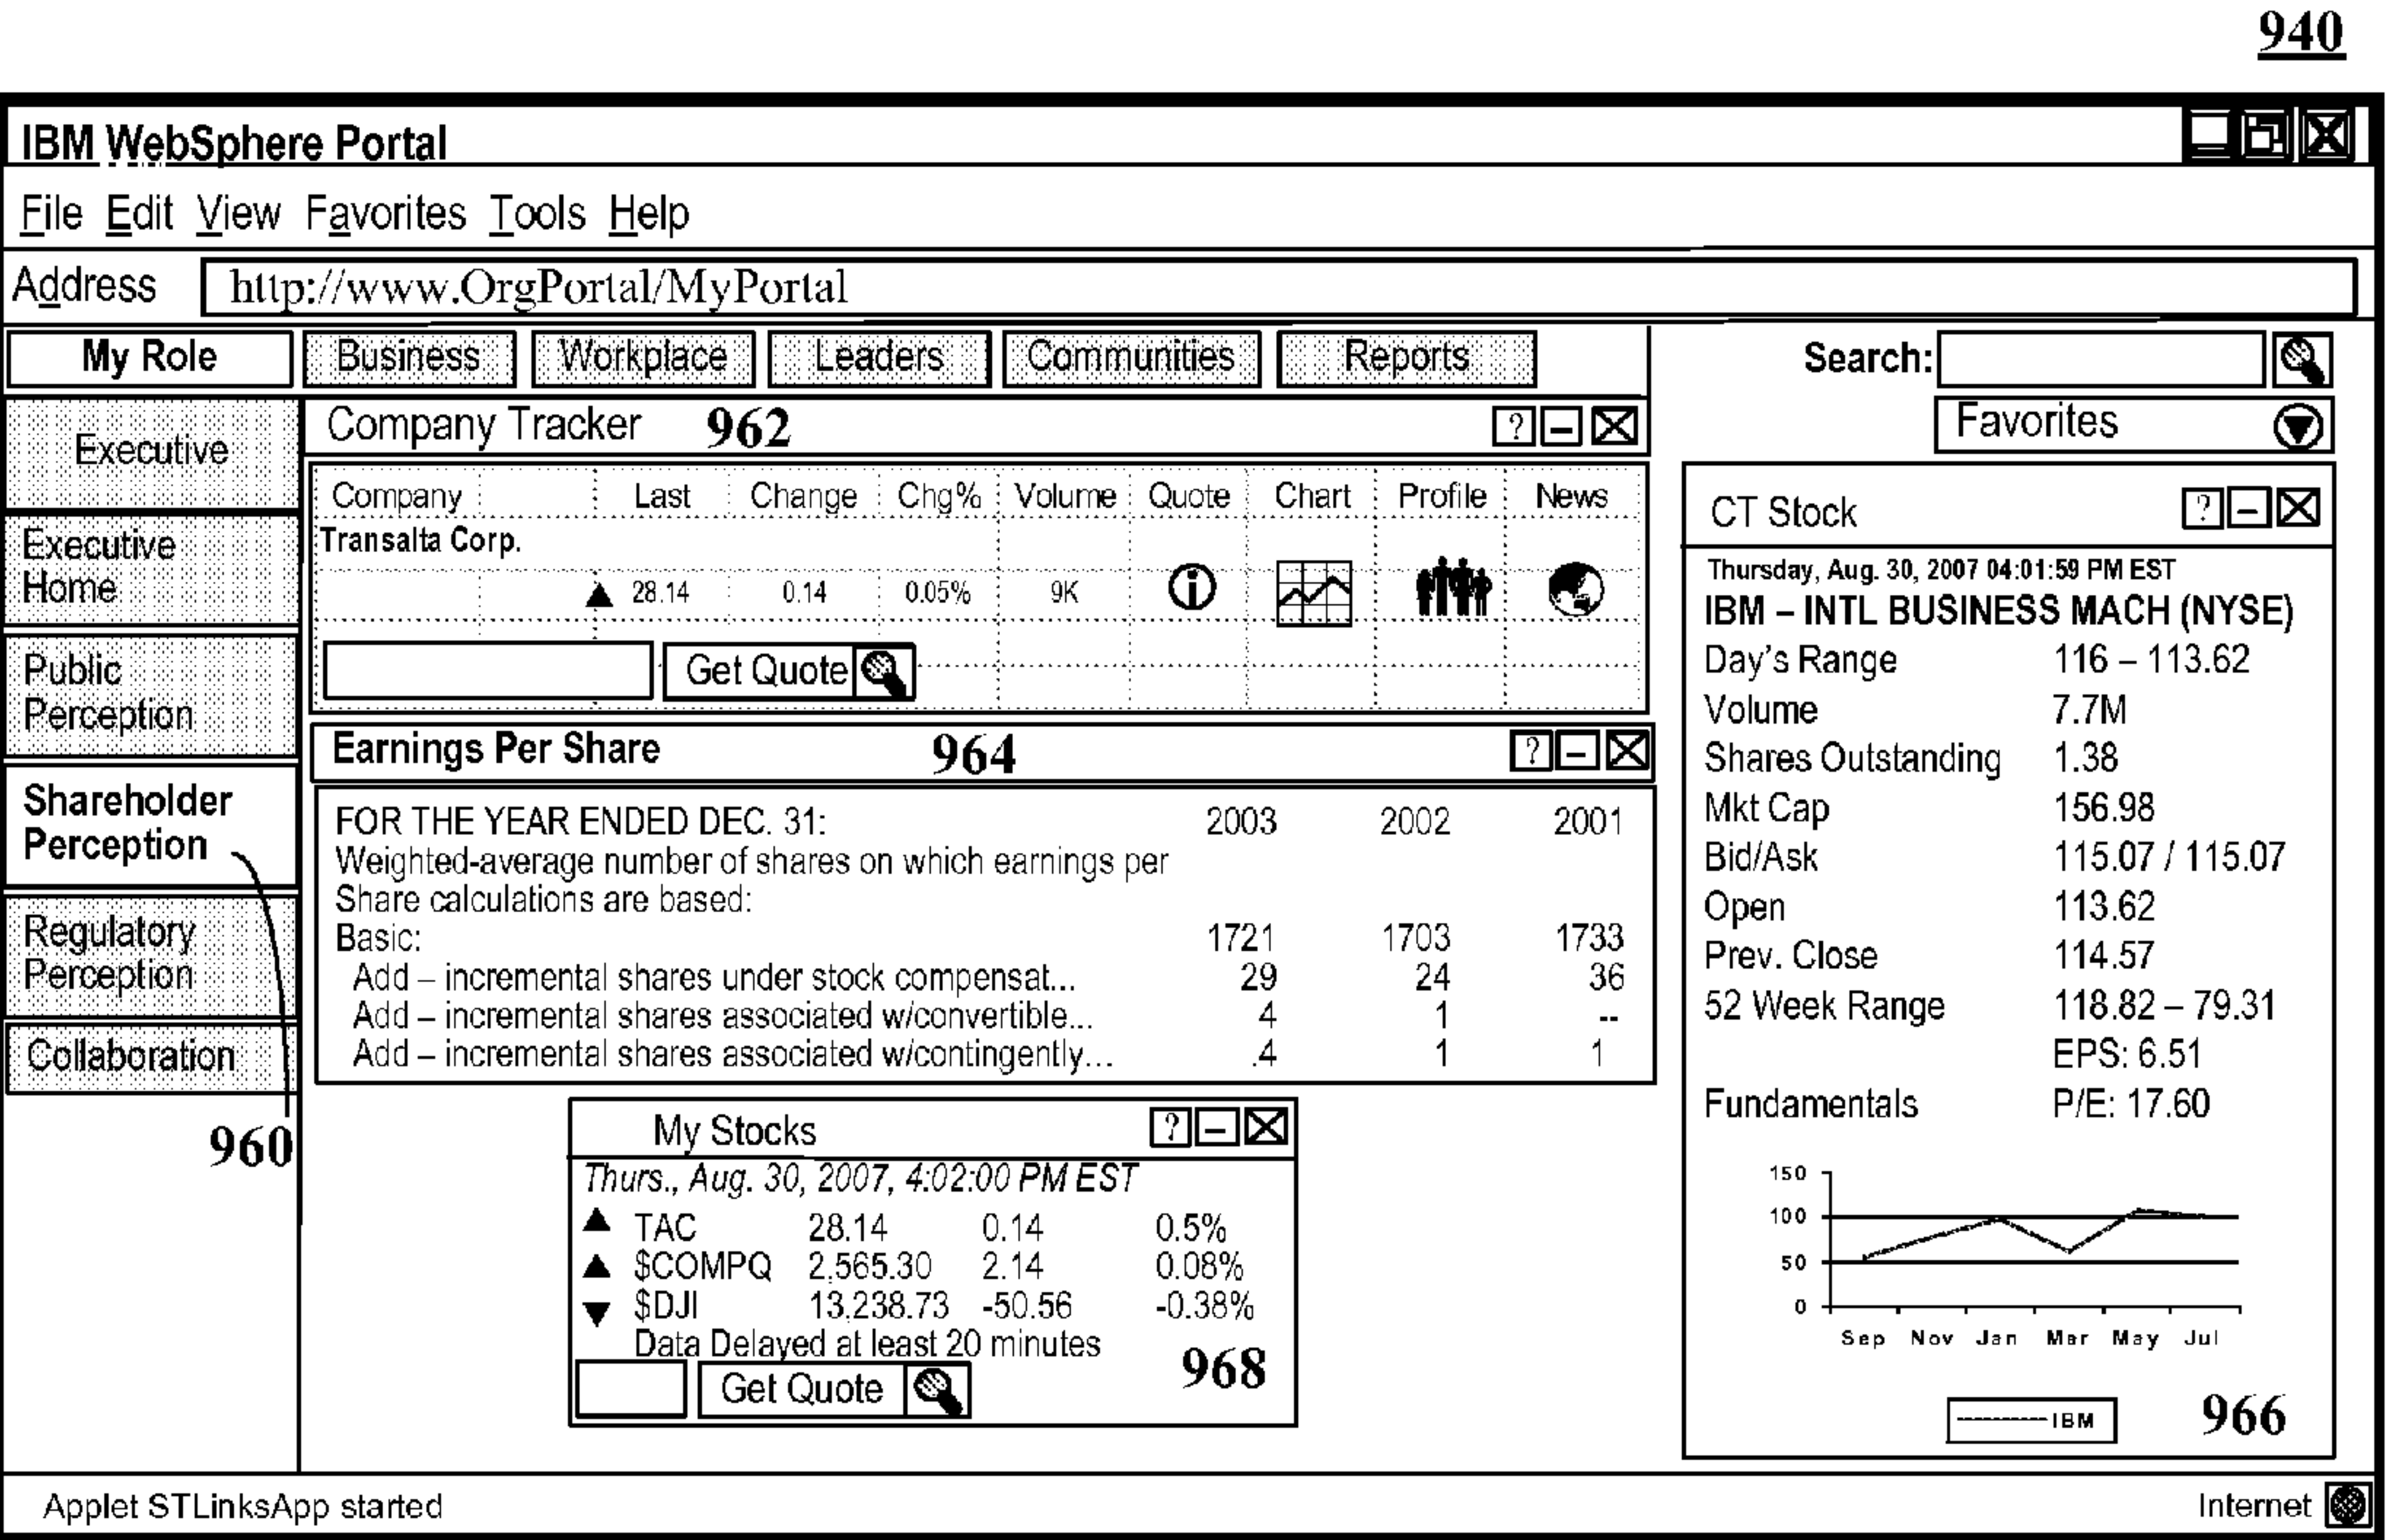 940
IBM WebSphere Portal
File Edit View Favorites Tools Help
Address http://www.OrgPortal/MyPortal
My Role Business Workplace Leaders Communities Reports Search:
Favorites
Executive
Executive
Home
Public
Perception
Shareholder
Perception
Regulatory
Perception
Collaboration
960
Company Tracker 962 ?
Company Last Change Chg% Volume Quote Chart Profile News
Transalta Corp.
▲ 28.14 0.14 0.05% 9K
Get Quote
Earnings Per Share 964 ?
FOR THE YEAR ENDED DEC. 31: 2003 2002 2001
Weighted-average number of shares on which earnings per
Share calculations are based:
Basic: 1721 1703 1733
Add – incremental shares under stock compensat... 29 24 36
Add – incremental shares associated w/convertible... 4 1 --
Add – incremental shares associated w/contingently... .4 1 1
My Stocks ?
Thurs., Aug. 30, 2007, 4:02:00 PM EST
▲ TAC 28.14 0.14 0.5%
▲ $COMPQ 2,565.30 2.14 0.08%
▼ $DJI 13,238.73 -50.56 -0.38%
Data Delayed at least 20 minutes
Get Quote
968
CT Stock ?
Thursday, Aug. 30, 2007 04:01:59 PM EST
IBM – INTL BUSINESS MACH (NYSE)
Day's Range 116 – 113.62
Volume 7.7M
Shares Outstanding 1.38
Mkt Cap 156.98
Bid/Ask 115.07 / 115.07
Open 113.62
Prev. Close 114.57
52 Week Range 118.82 – 79.31
EPS: 6.51
Fundamentals P/E: 17.60
150
100
50
0
Sep Nov Jan Mar May Jul
IBM
966
Applet STLinksApp started Internet